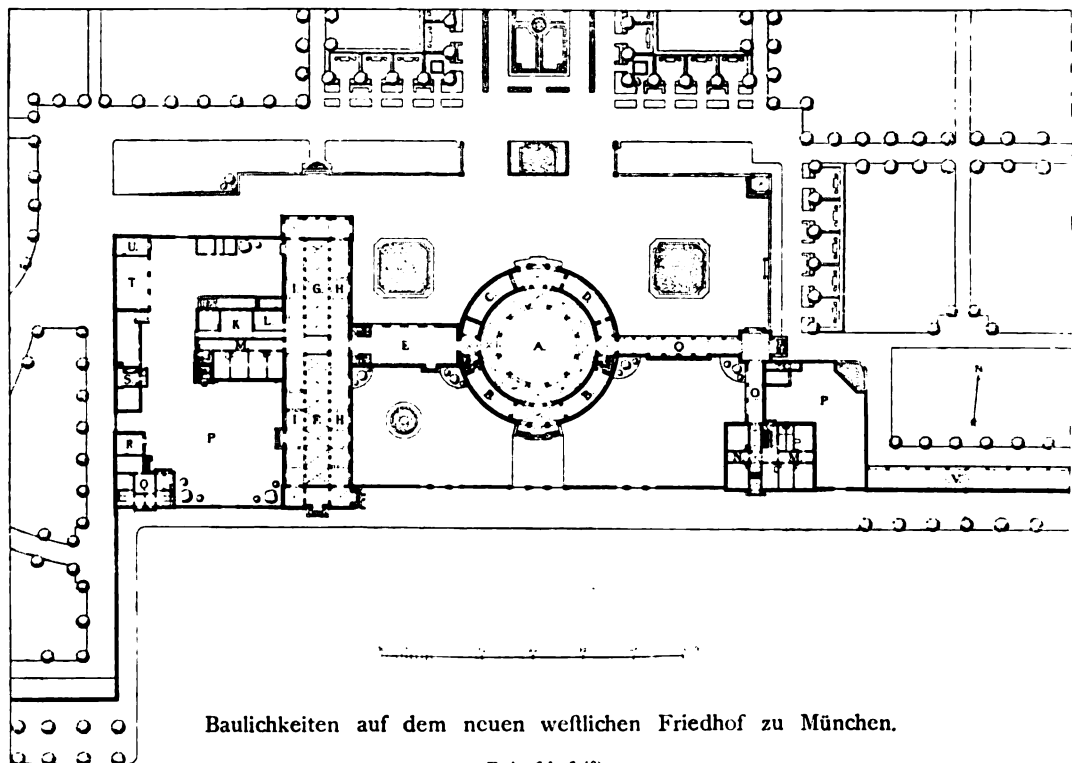 U.
T
S
R
Q
P
I
G.
H
K
L
M
I
F.
H
E
C.
D.
A.
B
B
O
O
P
N
M
V.
N
Baulichkeiten auf dem neuen weſtlichen Friedhof zu München.